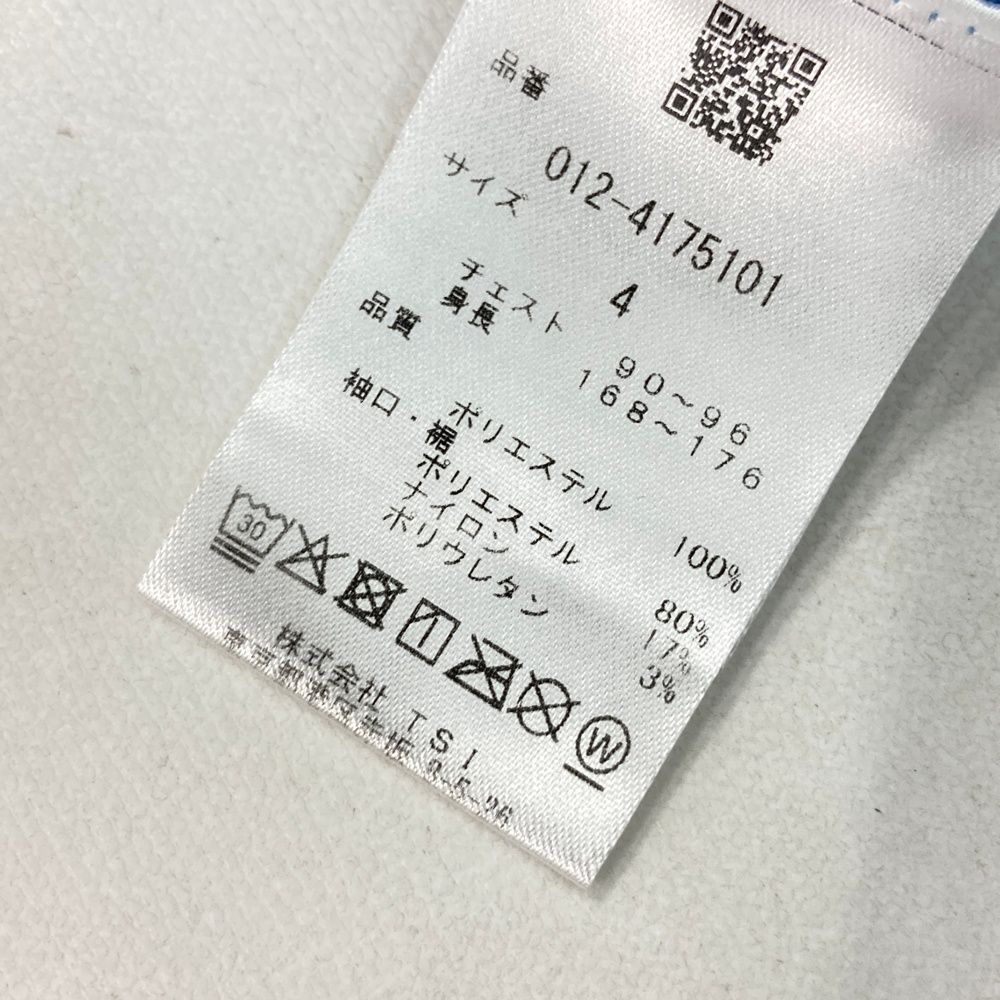 品番
012-4175101
サイズ
4
チェスト 90~96
身長 168~176
品質
ポリエステル 100%
袖口・裾
ポリエステル 80%
ナイロン 17%
ポリウレタン 3%
30
W
株式会社 TSI